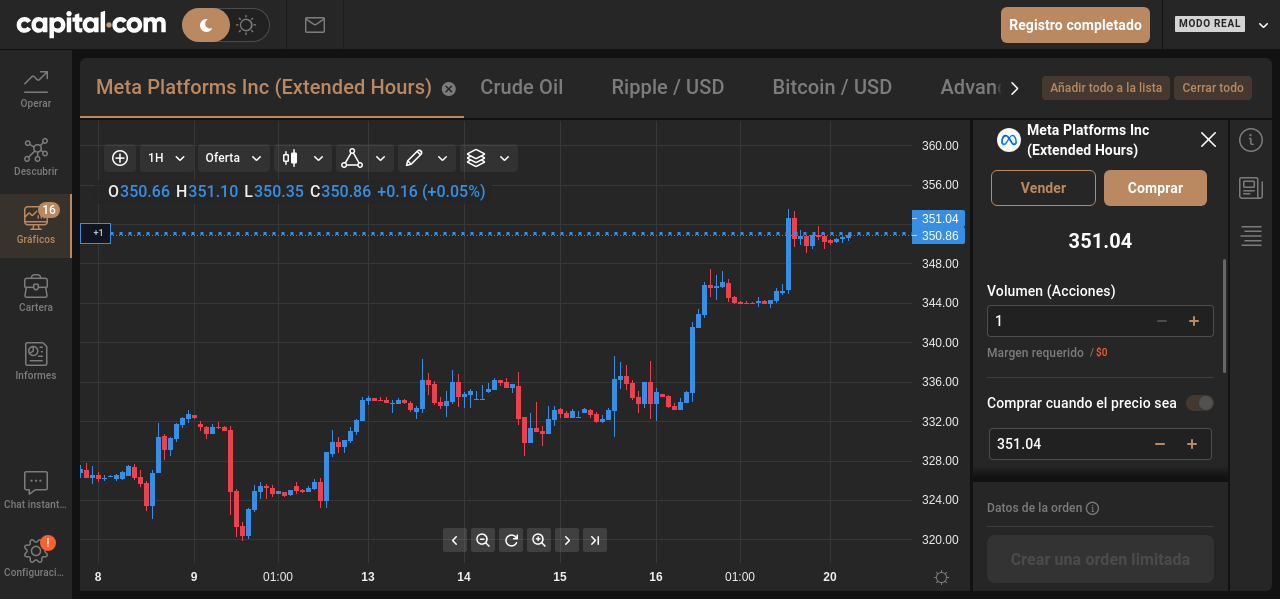 capital.com
Registro completado
MODO REAL
Operar
Descubrir
16
Gráficos
Cartera
Informes
Chat instant...
!
Configuraci...
Meta Platforms Inc (Extended Hours)
Crude Oil
Ripple / USD
Bitcoin / USD
Advan
Añadir todo a la lista
Cerrar todo
1H
Oferta
O350.66 H351.10 L350.35 C350.86 +0.16 (+0.05%)
+1
360.00
356.00
351.04
350.86
348.00
344.00
340.00
336.00
332.00
328.00
324.00
320.00
8 9 01:00 13 14 15 16 01:00 20
Meta Platforms Inc
(Extended Hours)
Vender
Comprar
351.04
Volumen (Acciones)
1
Margen requerido / $0
Comprar cuando el precio sea
351.04
Datos de la orden
Crear una orden limitada